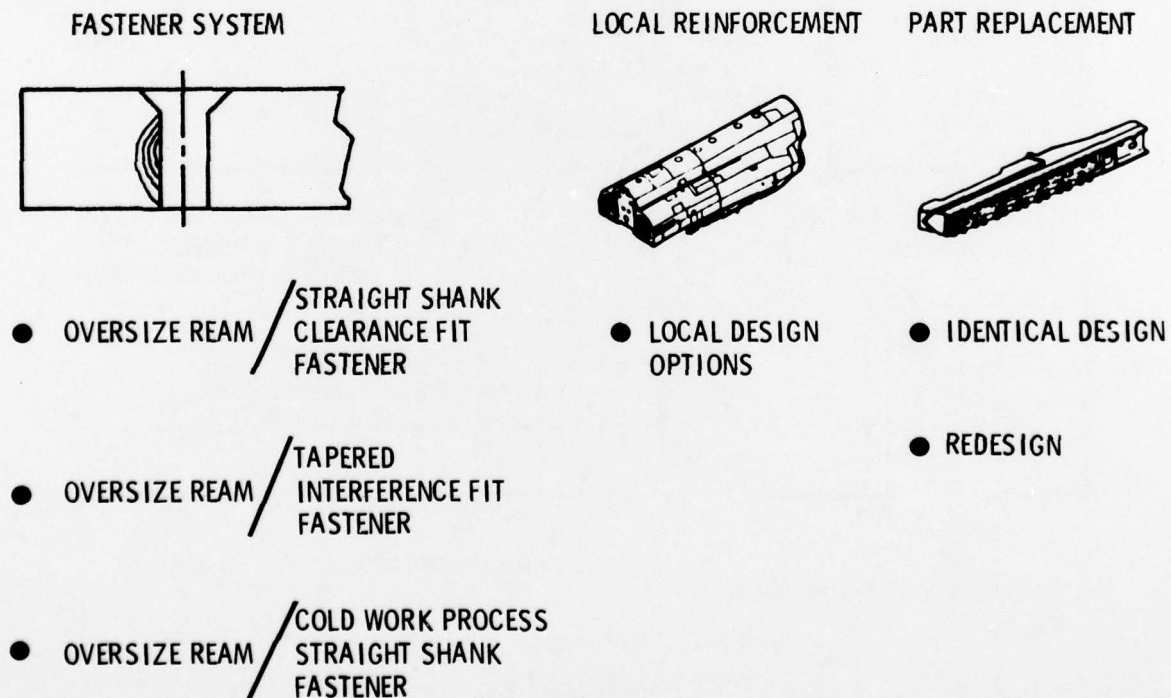 FASTENER SYSTEM
LOCAL REINFORCEMENT
PART REPLACEMENT
● OVERSIZE REAM / STRAIGHT SHANK
CLEARANCE FIT
FASTENER
● OVERSIZE REAM / TAPERED
INTERFERENCE FIT
FASTENER
● OVERSIZE REAM / COLD WORK PROCESS
STRAIGHT SHANK
FASTENER
● LOCAL DESIGN
OPTIONS
● IDENTICAL DESIGN
● REDESIGN